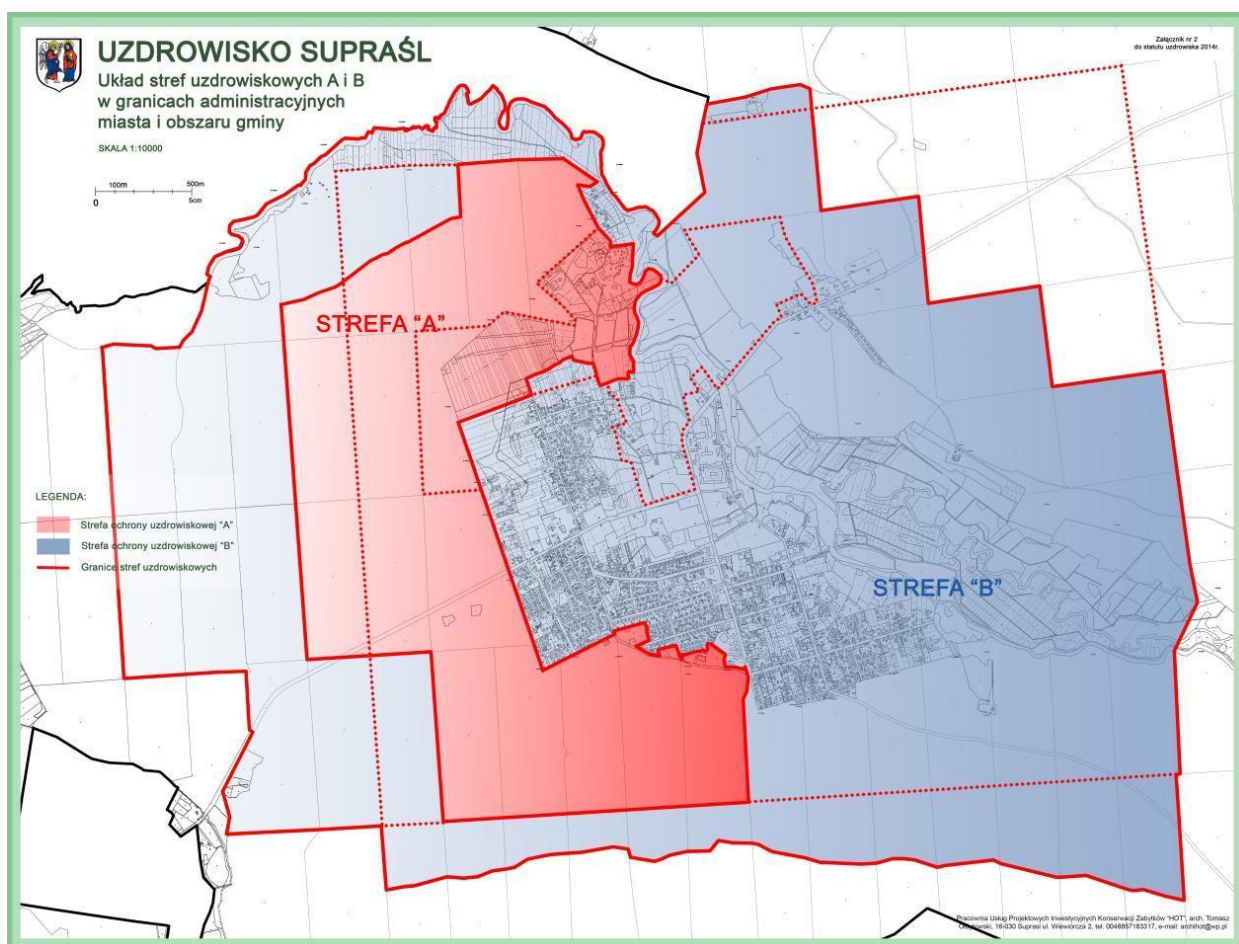 UZDROWISKO SUPRAŚL
Układ stref uzdrowiskowych A i B
w granicach administracyjnych
miasta i obszaru gminy
SKALA 1:10000
100m 500m
0 5cm
Załącznik nr 2
do statutu uzdrowiska 2014r.
STREFA "A"
STREFA "B"
LEGENDA:
Strefa ochrony uzdrowiskowej "A"
Strefa ochrony uzdrowiskowej "B"
Granice stref uzdrowiskowych
Pracownia Usług Projektowych Inwestycyjnych Konserwacji Zabytków "HOT", arch. Tomasz
16-030 Supraśl ul. Wiewiórcza 2, tel. 0048857183317, e-mail: archihot@wp.pl